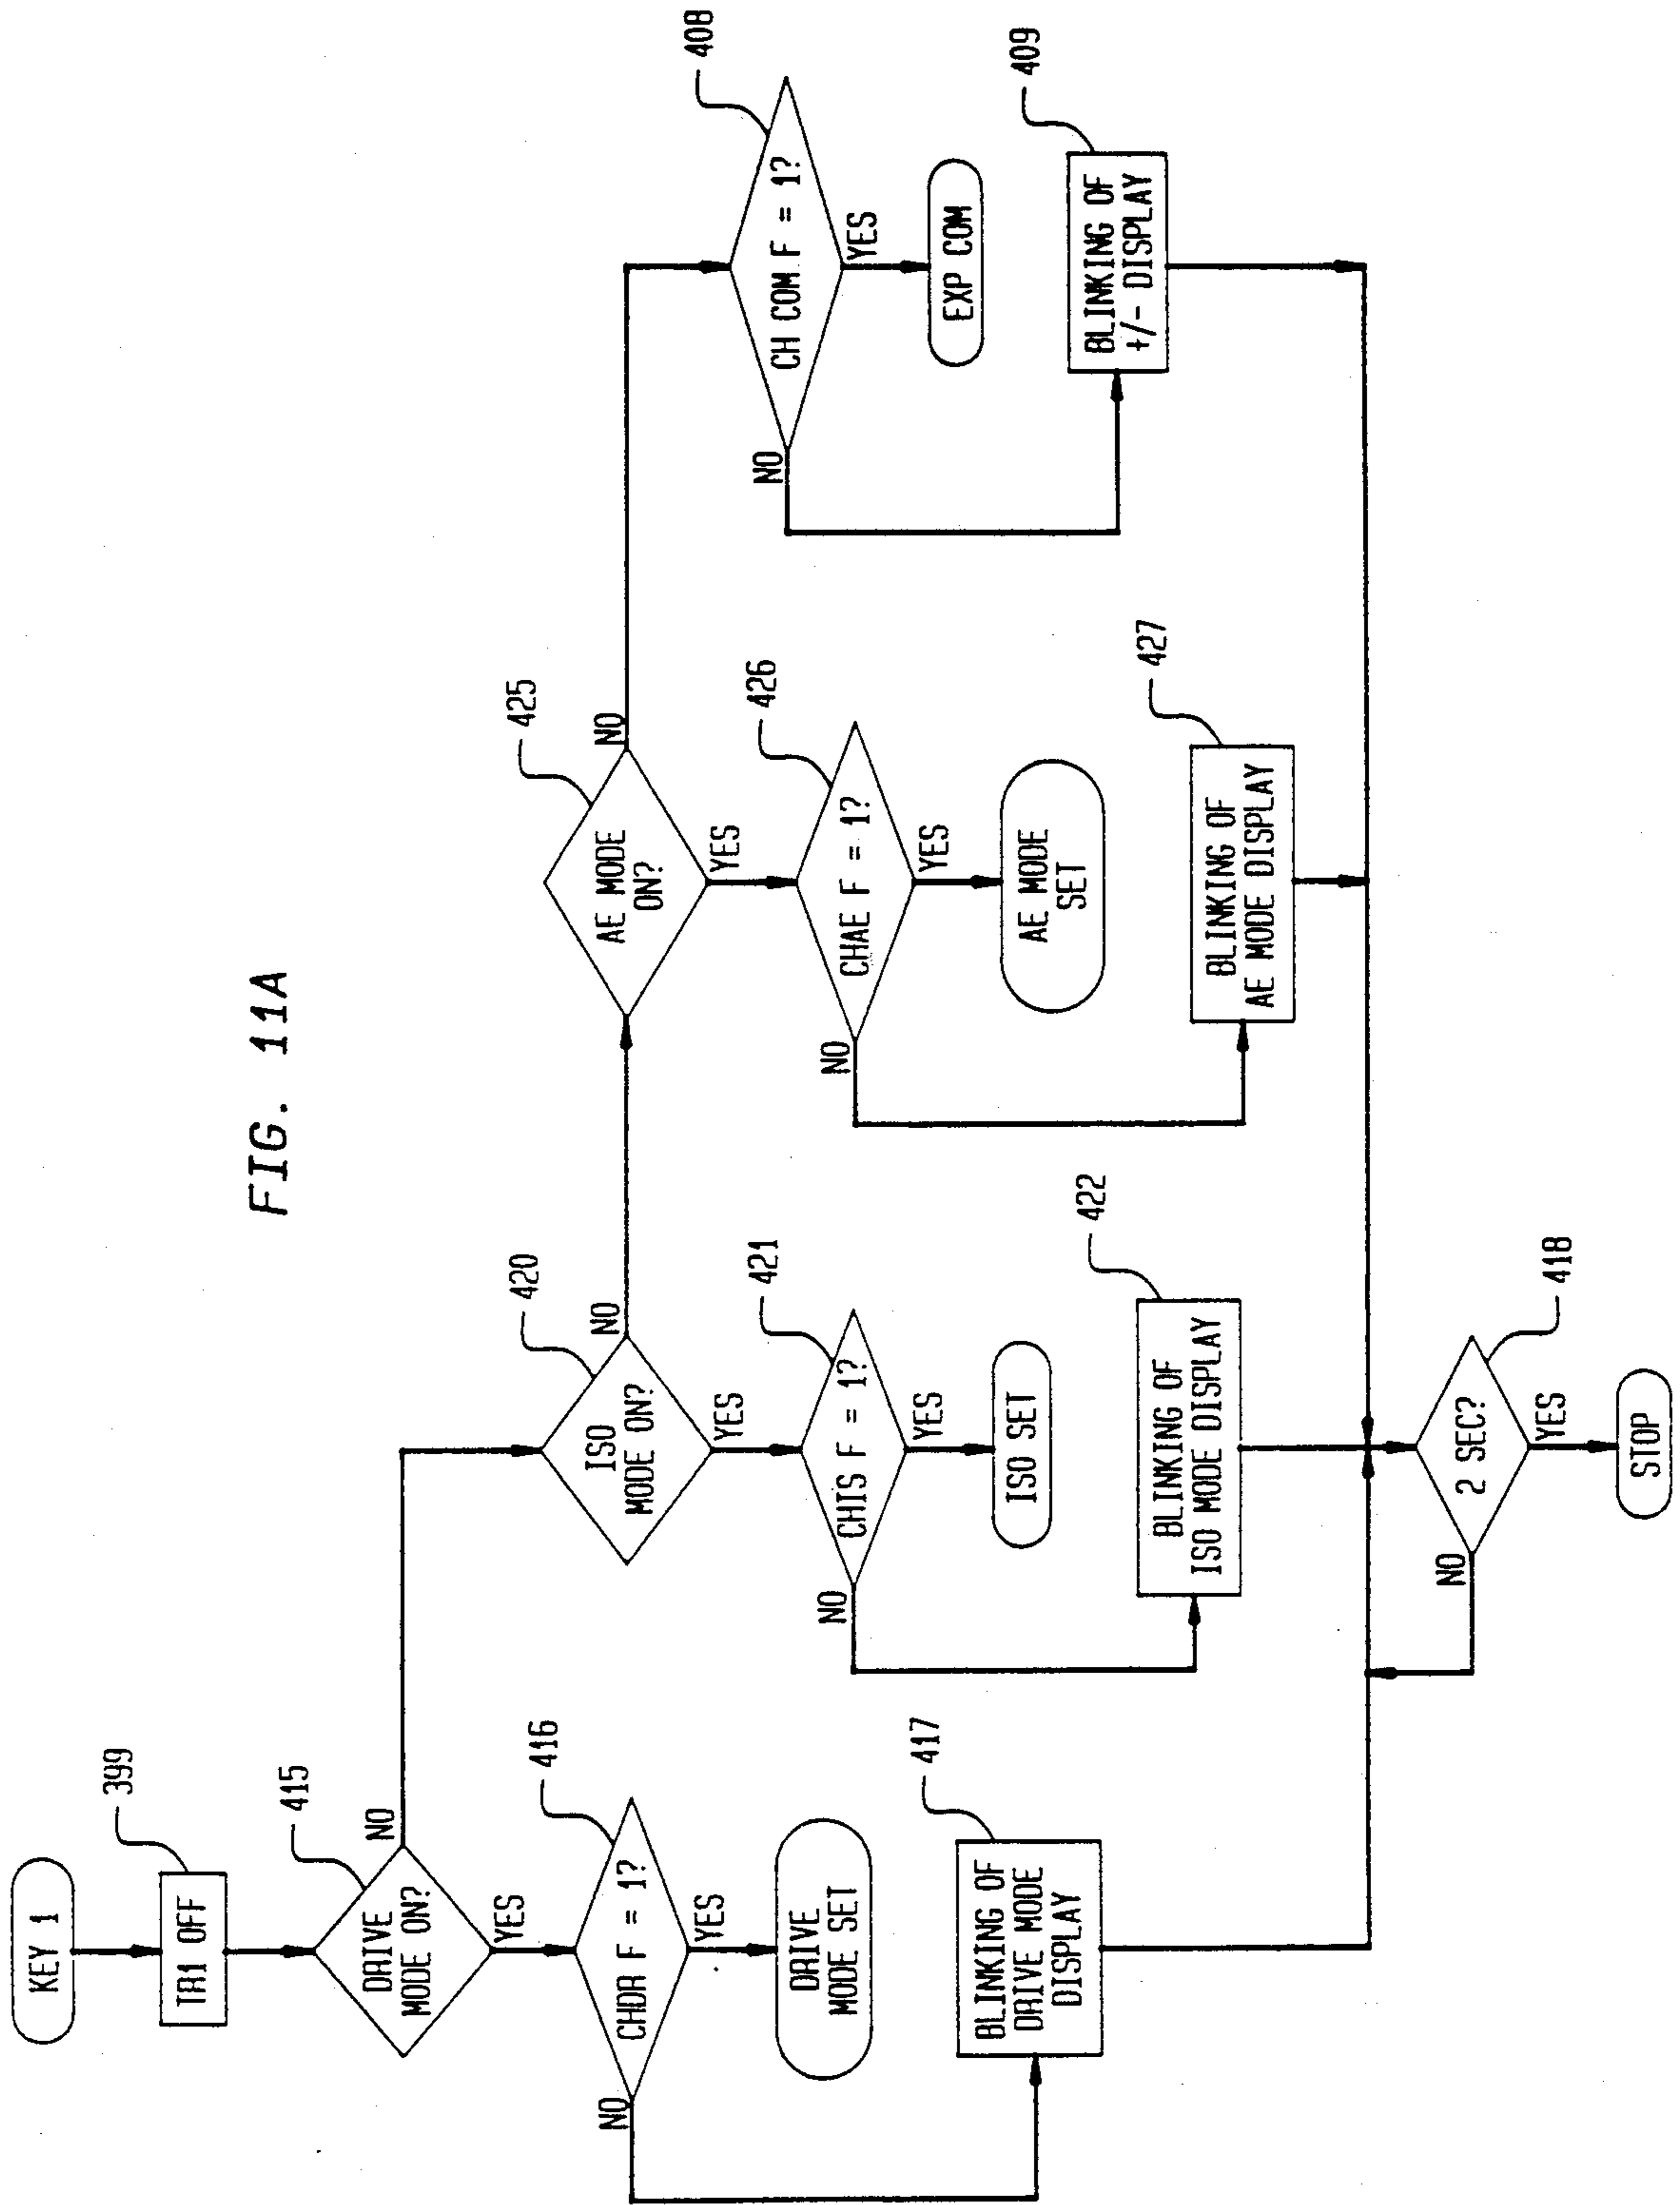 FIG. 11A
KEY 1
399
TR1 OFF
415
DRIVE
MODE ON?
NO
YES
416
CHDR F = 1?
NO
YES
DRIVE
MODE SET
417
BLINKING OF
DRIVE MODE
DISPLAY
420
ISO
MODE ON?
NO
YES
421
CHIS F = 1?
NO
YES
ISO SET
422
BLINKING OF
ISO MODE DISPLAY
425
AE MODE
ON?
NO
YES
426
CHAE F = 1?
NO
YES
AE MODE
SET
427
BLINKING OF
AE MODE DISPLAY
408
CH COM F = 1?
NO
YES
EXP COM
409
BLINKING OF
+/- DISPLAY
418
2 SEC?
NO
YES
STOP